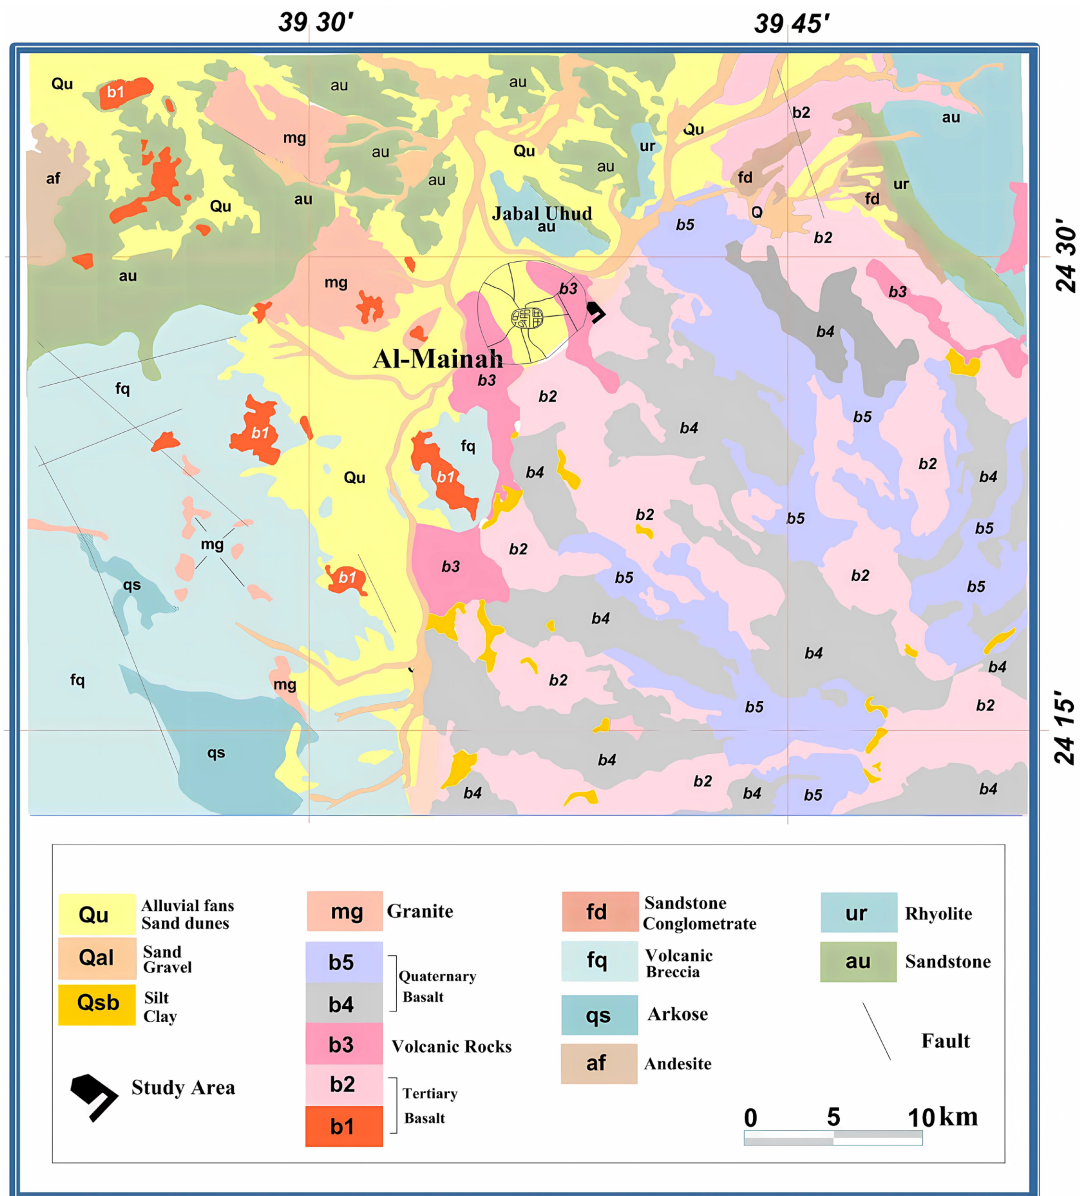 39 30'
39 45'
Qu
b1
au
au
b2
au
mg
Qu
Qu
ur
au
au
af
au
fd
ur
Qu
au
Jabal Uhud
au
Q
fd
b5
b2
24 30'
au
mg
b3
b3
b4
Al-Mainah
b3
fq
b2
b5
b1
fq
b4
b2
Qu
b1
b4
b4
b2
b5
b5
mg
b2
b3
b1
b5
b2
qs
b5
b4
b4
b4
fq
mg
b2
b2
b5
24 15'
qs
b4
b2
b4
b4
b5
b4
Qu
Alluvial fans
Sand dunes
Qal
Sand
Gravel
Qsb
Silt
Clay
Study Area
mg
Granite
b5
b4
Quaternary
Basalt
b3
Volcanic Rocks
b2
b1
Tertiary
Basalt
fd
Sandstone
Conglometrate
fq
Volcanic
Breccia
qs
Arkose
af
Andesite
ur
Rhyolite
au
Sandstone
Fault
0 5 10 km